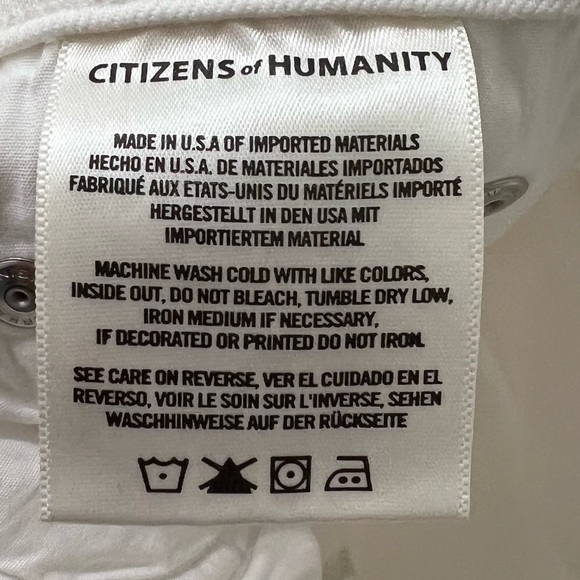 CITIZENS of HUMANITY
MADE IN U.S.A OF IMPORTED MATERIALS
HECHO EN U.S.A. DE MATERIALES IMPORTADOS
FABRIQUÉ AUX ETATS-UNIS DU MATÉRIELS IMPORTÉ
HERGESTELLT IN DEN USA MIT
IMPORTIERTEM MATERIAL
MACHINE WASH COLD WITH LIKE COLORS,
INSIDE OUT, DO NOT BLEACH, TUMBLE DRY LOW,
IRON MEDIUM IF NECESSARY,
IF DECORATED OR PRINTED DO NOT IRON.
SEE CARE ON REVERSE, VER EL CUIDADO EN EL
REVERSO, VOIR LE SOIN SUR L'INVERSE, SEHEN
WASCHHINWEISE AUF DER RÜCKSEITE